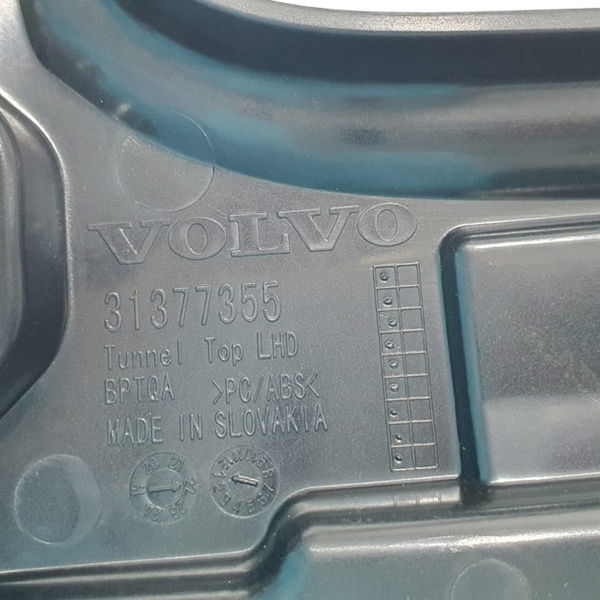 VOLVO
31377355
Tunnel Top LHD
BPTQA >PC/ABS<
MADE IN SLOVAKIA